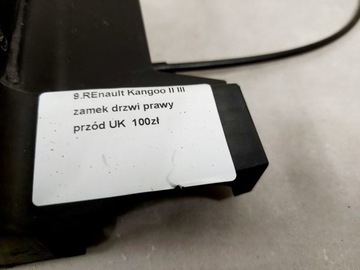 9.REnault Kangoo II III
zamek drzwi prawy
przód UK 100zł